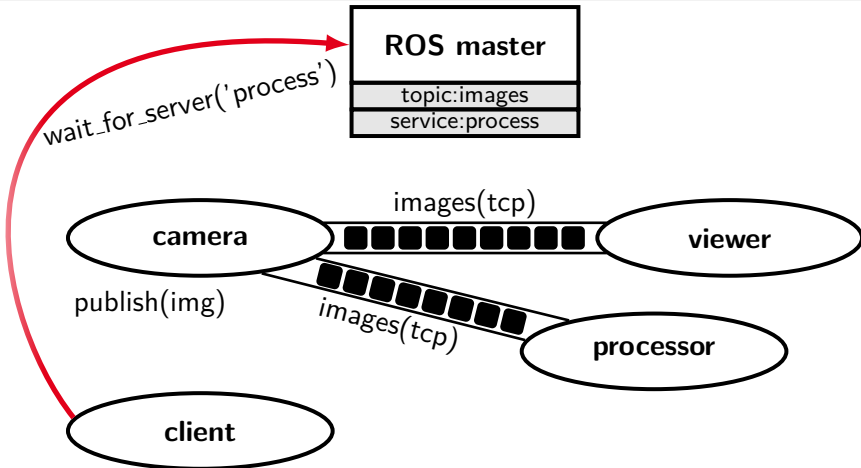 ROS master
topic:images
service:process
wait_for_server('process')
images(tcp)
camera
viewer
publish(img)
images(tcp)
processor
client